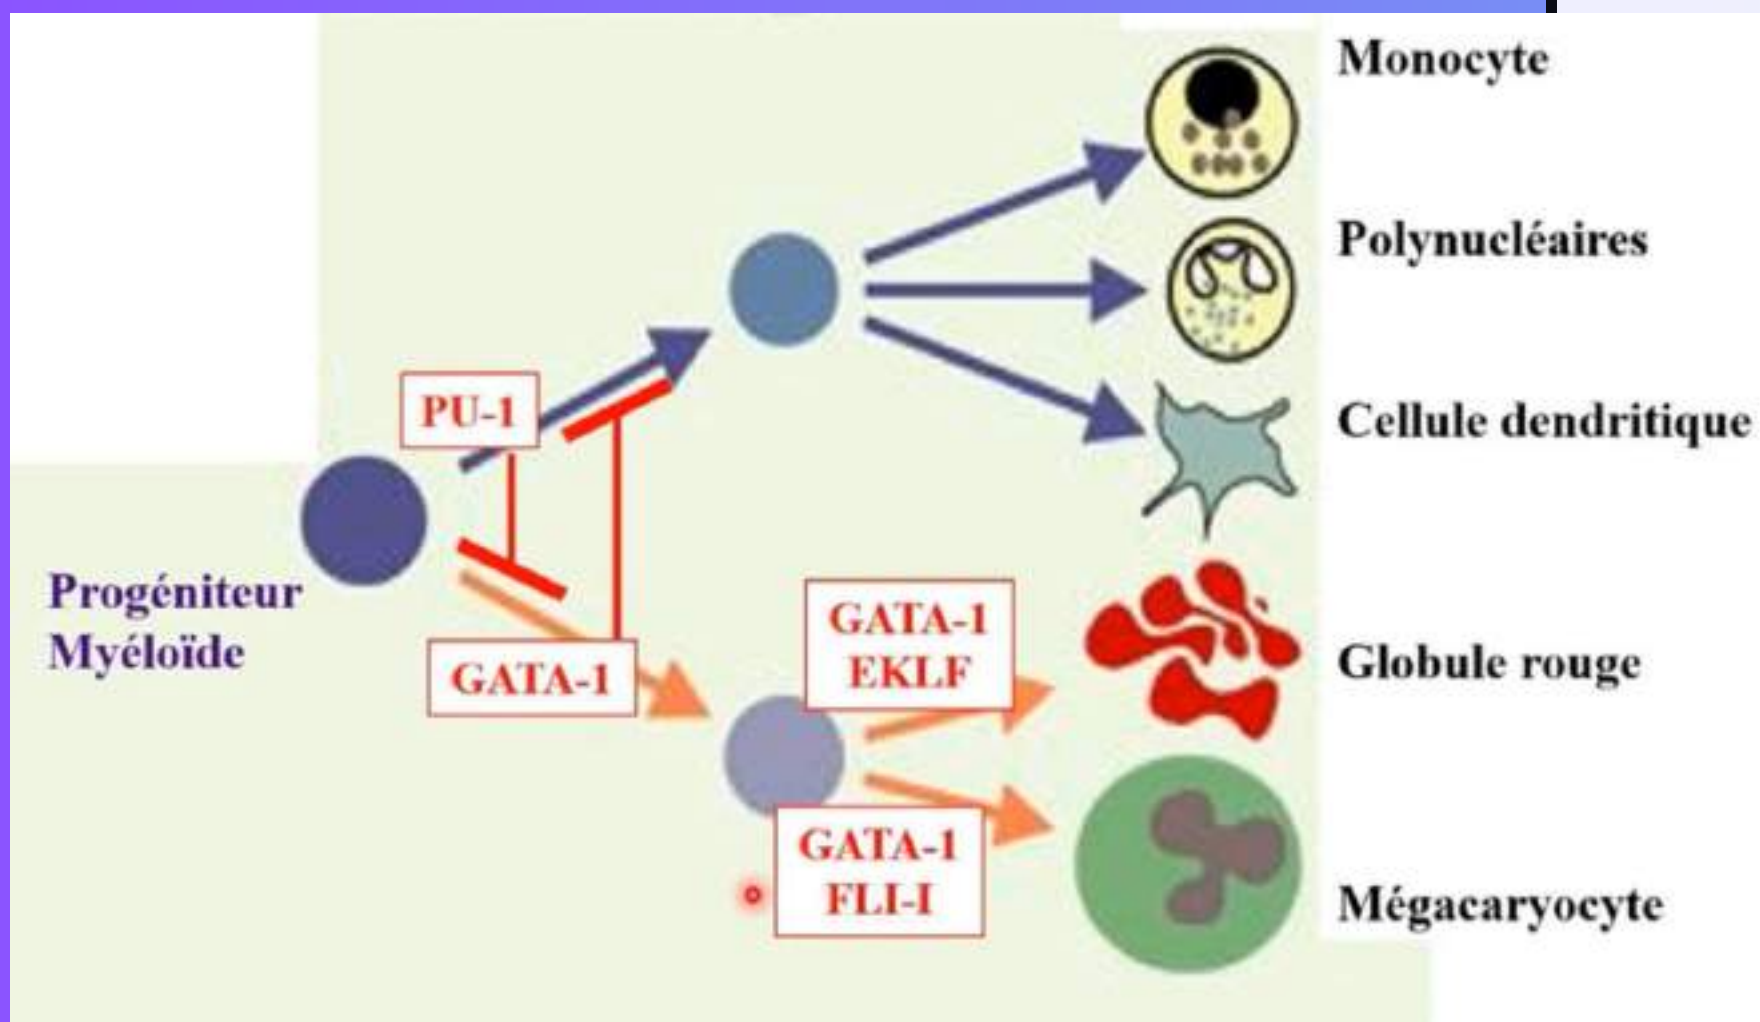 Monocyte
Polynucléaires
PU-1
Cellule dendritique
Progéniteur
Myéloïde
GATA-1
GATA-1
EKLF
Globule rouge
GATA-1
FLI-I
Mégacaryocyte